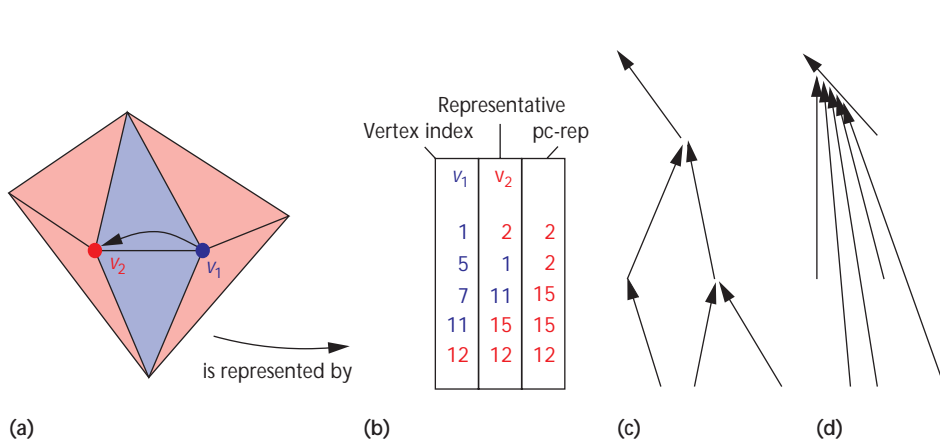 Representative
Vertex index pc-rep
v1 v2
1 2 2
5 1 2
7 11 15
11 15 15
12 12 12
v2 v1
is represented by
(a) (b) (c) (d)